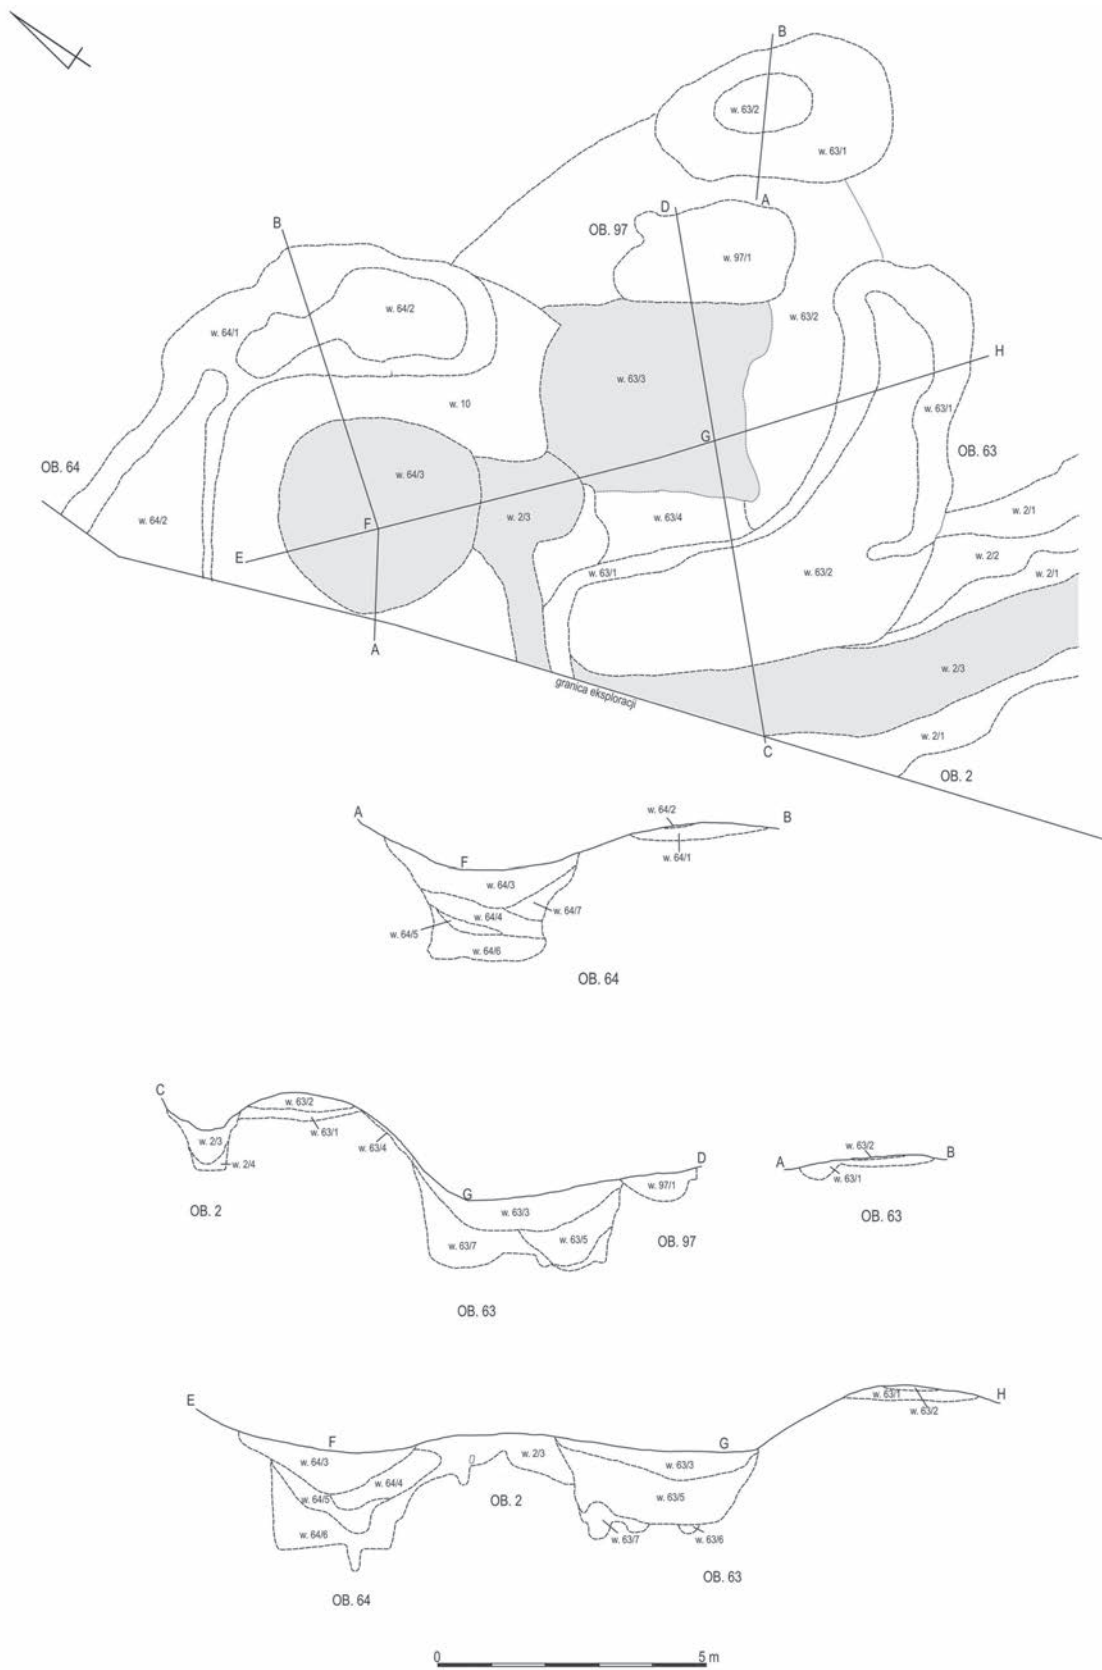 B
w. 63/2
w. 63/1
A
D
OB. 97
w. 97/1
B
w. 64/2
w. 64/1
w. 63/2
H
w. 63/3
w. 10
w. 63/1
G
OB. 63
OB. 64
w. 64/3
w. 2/3
w. 63/4
w. 2/1
w. 64/2
F
E
w. 2/2
w. 63/1
w. 63/2
w. 2/1
A
w. 2/3
granica eksploracji
w. 2/1
C
OB. 2
A
w. 64/2
B
F
w. 64/1
w. 64/3
w. 64/7
w. 64/4
w. 64/5
w. 64/6
OB. 64
C
w. 63/2
w. 63/1
w. 2/3
w. 63/4
w. 2/4
D
w. 97/1
G
w. 63/3
w. 63/5
w. 63/7
OB. 2
OB. 97
OB. 63
w. 63/2
A
B
w. 63/1
OB. 63
E
H
w. 63/1
w. 63/2
F
G
w. 64/3
w. 2/3
w. 63/3
w. 64/4
w. 64/5
OB. 2
w. 63/5
w. 64/6
w. 63/7
w. 63/6
OB. 63
OB. 64
0 5 m